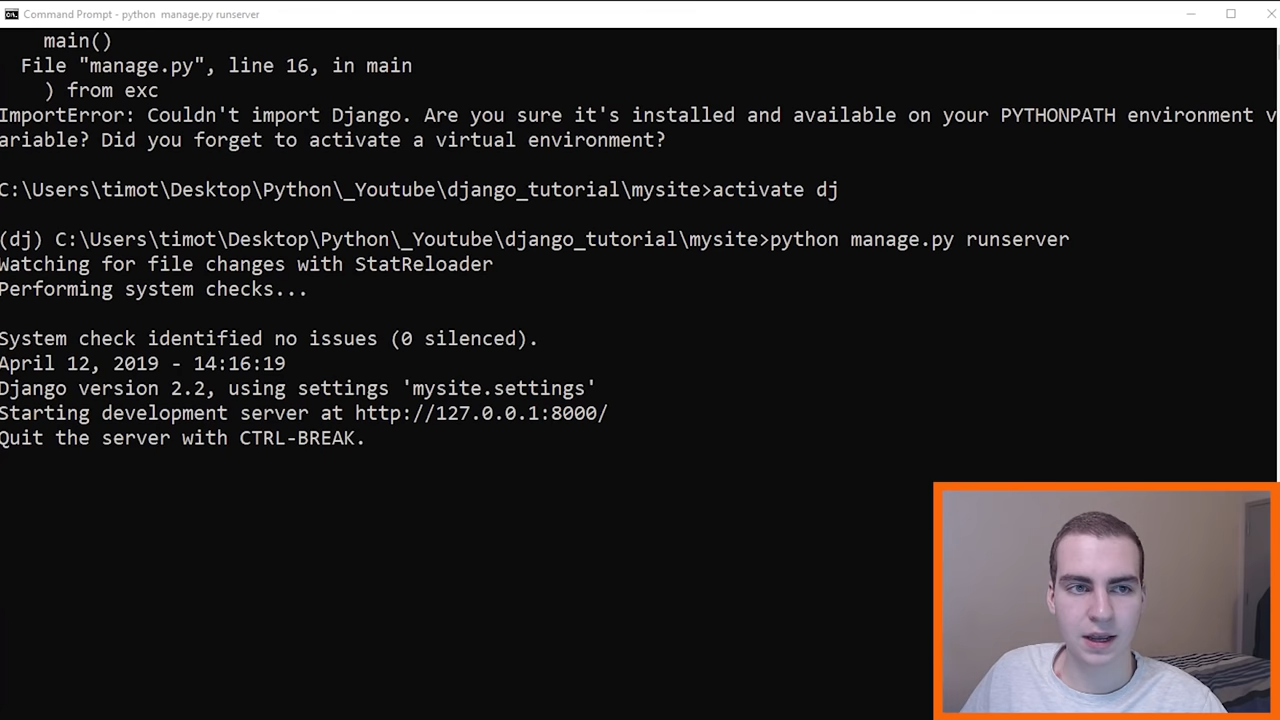 Command Prompt - python  manage.py runserver
main()
File "manage.py", line 16, in main
) from exc
ImportError: Couldn't import Django. Are you sure it's installed and available on your PYTHONPATH environment v
ariable? Did you forget to activate a virtual environment?
C:\Users\timot\Desktop\Python\_Youtube\django_tutorial\mysite>activate dj
(dj) C:\Users\timot\Desktop\Python\_Youtube\django_tutorial\mysite>python manage.py runserver
Watching for file changes with StatReloader
Performing system checks...
System check identified no issues (0 silenced).
April 12, 2019 - 14:16:19
Django version 2.2, using settings 'mysite.settings'
Starting development server at http://127.0.0.1:8000/
Quit the server with CTRL-BREAK.